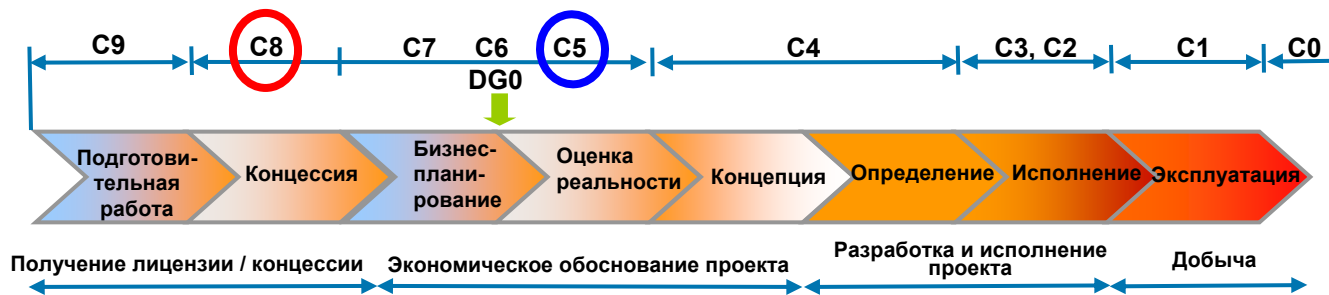 C9 C8 C7 C6 C5 C4 C3, C2 C1 C0
DG0
Подготови-
тительная
работа
Концессия
Бизнес-
плани-
рование
Оценка
реальности
Концепция
Определение
Исполнение
Эксплуатация
Получение лицензии / концессии
Экономическое обоснование проекта
Разработка и исполнение
проекта
Добыча